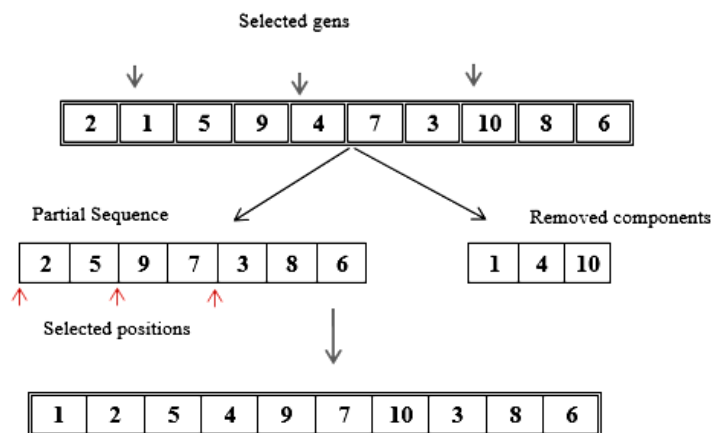 Selected gens
2 1 5 9 4 7 3 10 8 6
Partial Sequence
Removed components
2 5 9 7 3 8 6
1 4 10
Selected positions
1 2 5 4 9 7 10 3 8 6